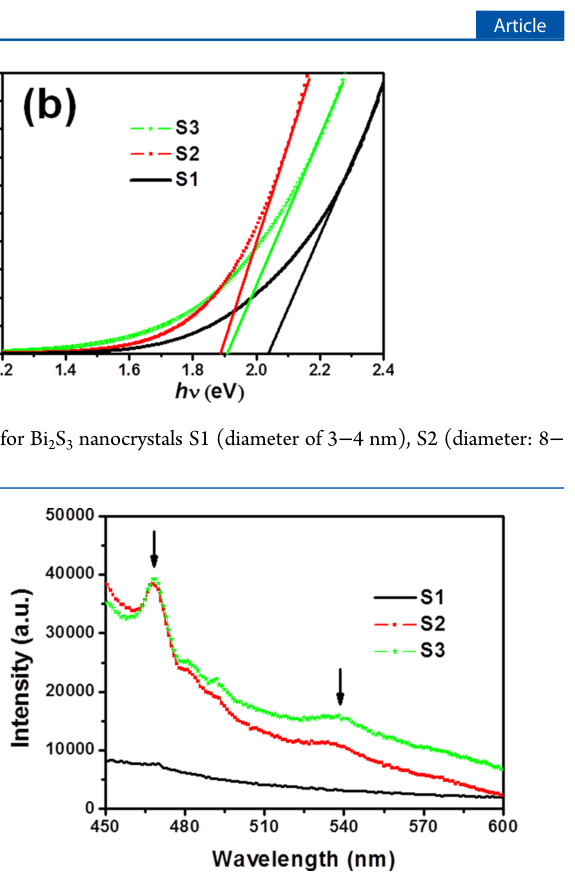 Article
(b)
S3
S2
S1
.2 1.4 1.6 1.8 2.0 2.2 2.4
hν (eV)
for Bi₂S₃ nanocrystals S1 (diameter of 3−4 nm), S2 (diameter: 8−
50000
40000
30000
20000
10000
0
Intensity (a.u.)
S1
S2
S3
450 480 510 540 570 600
Wavelength (nm)